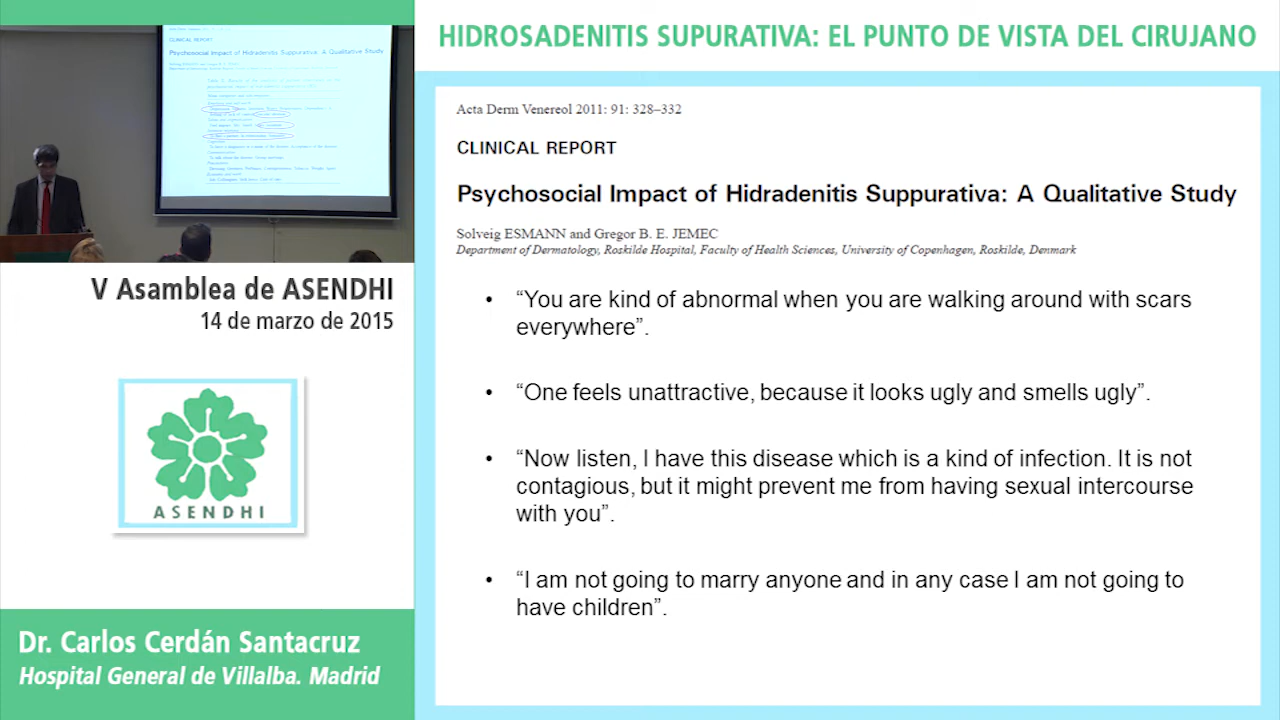 HIDROSADENITIS SUPURATIVA: EL PUNTO DE VISTA DEL CIRUJANO
CLINICAL REPORT
Psychosocial Impact of Hidradenitis Suppurativa: A Qualitative Study
V Asamblea de ASENDHI
14 de marzo de 2015
ASENDHI
Dr. Carlos Cerdán Santacruz
Hospital General de Villalba. Madrid
Acta Derm Venereol 2011: 91: 328–332
CLINICAL REPORT
Psychosocial Impact of Hidradenitis Suppurativa: A Qualitative Study
Solveig ESMANN and Gregor B. E. JEMEC
Department of Dermatology, Roskilde Hospital, Faculty of Health Sciences, University of Copenhagen, Roskilde, Denmark
• “You are kind of abnormal when you are walking around with scars
everywhere”.
• “One feels unattractive, because it looks ugly and smells ugly”.
• “Now listen, I have this disease which is a kind of infection. It is not
contagious, but it might prevent me from having sexual intercourse
with you”.
• “I am not going to marry anyone and in any case I am not going to
have children”.